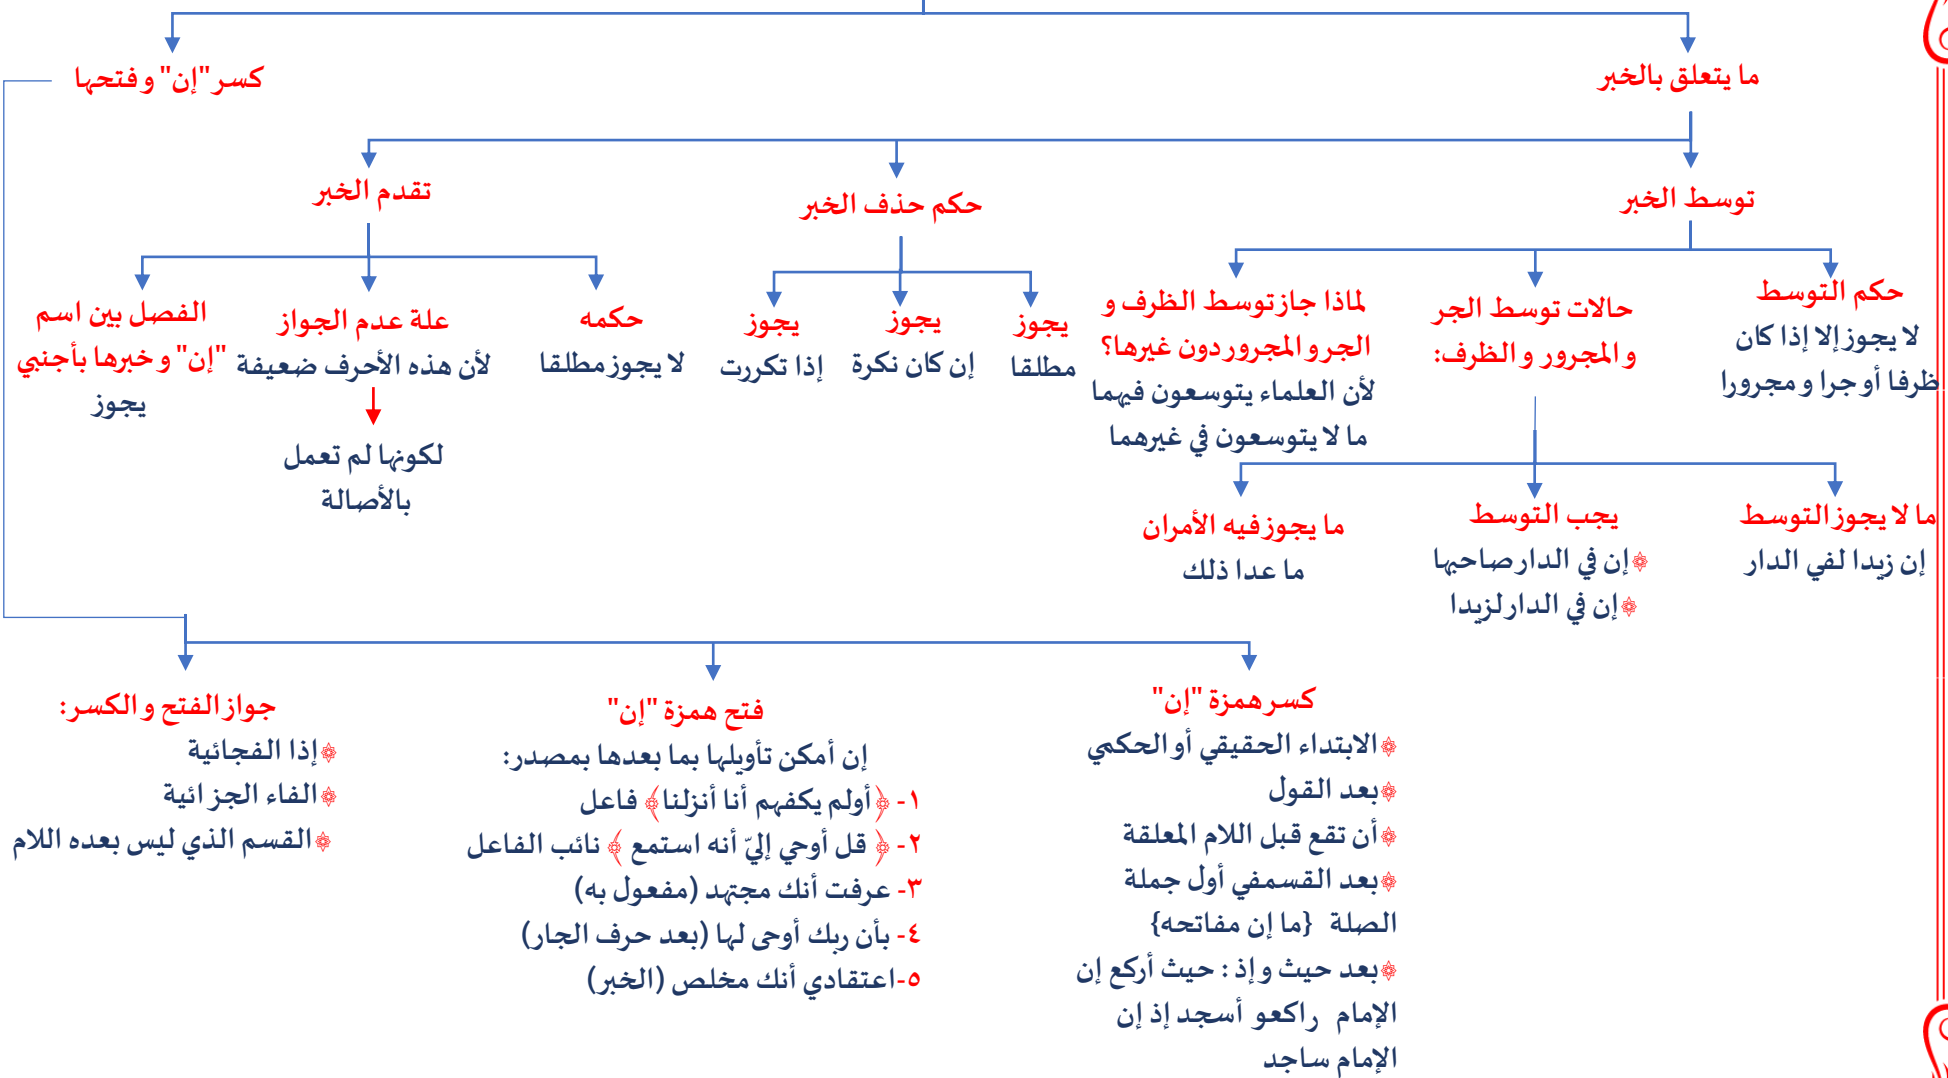 ما يتعلق بالخبر
كسر "إن" وفتحها
توسط الخبر
حكم حذف الخبر
تقدم الخبر
حكم التوسط
لا يجوز إلا إذا كان
ظرفا أو جرا و مجرورا
حالات توسط الجر
و المجرور و الظرف:
لماذا جاز توسط الظرف و
الجر و المجرور دون غيرها؟
لأن العلماء يتوسعون فيهما
ما لا يتوسعون في غيرهما
يجوز
مطلقا
يجوز
إن كان نكرة
يجوز
إذا تكررت
حكمه
لا يجوز مطلقا
علة عدم الجواز
لأن هذه الأحرف ضعيفة
لكونها لم تعمل
بالأصالة
الفصل بين اسم
"إن" و خبرها بأجنبي
يجوز
ما لا يجوز التوسط
إن زيدا لفي الدار
يجب التوسط
إن في الدار صاحبها
إن في الدار لزيدا
ما يجوز فيه الأمران
ما عدا ذلك
كسر همزة "إن"
الابتداء الحقيقي أو الحكمي
بعد القول
أن تقع قبل اللام المعلقة
بعد القسمفي أول جملة
الصلة {ما إن مفاتحه}
بعد حيث و إذ : حيث أركع إن
الإمام راكعو أسجد إذ إن
الإمام ساجد
فتح همزة "إن"
إن أمكن تأويلها بما بعدها بمصدر:
١- ﴿أولم يكفهم أنا أنزلنا﴾ فاعل
٢- ﴿ قل أوحي إليّ أنه استمع ﴾ نائب الفاعل
٣- عرفت أنك مجتهد (مفعول به)
٤- بأن ربك أوحى لها (بعد حرف الجار)
٥-اعتقادي أنك مخلص (الخبر)
جواز الفتح و الكسر:
إذا الفجائية
الفاء الجزائية
القسم الذي ليس بعده اللام